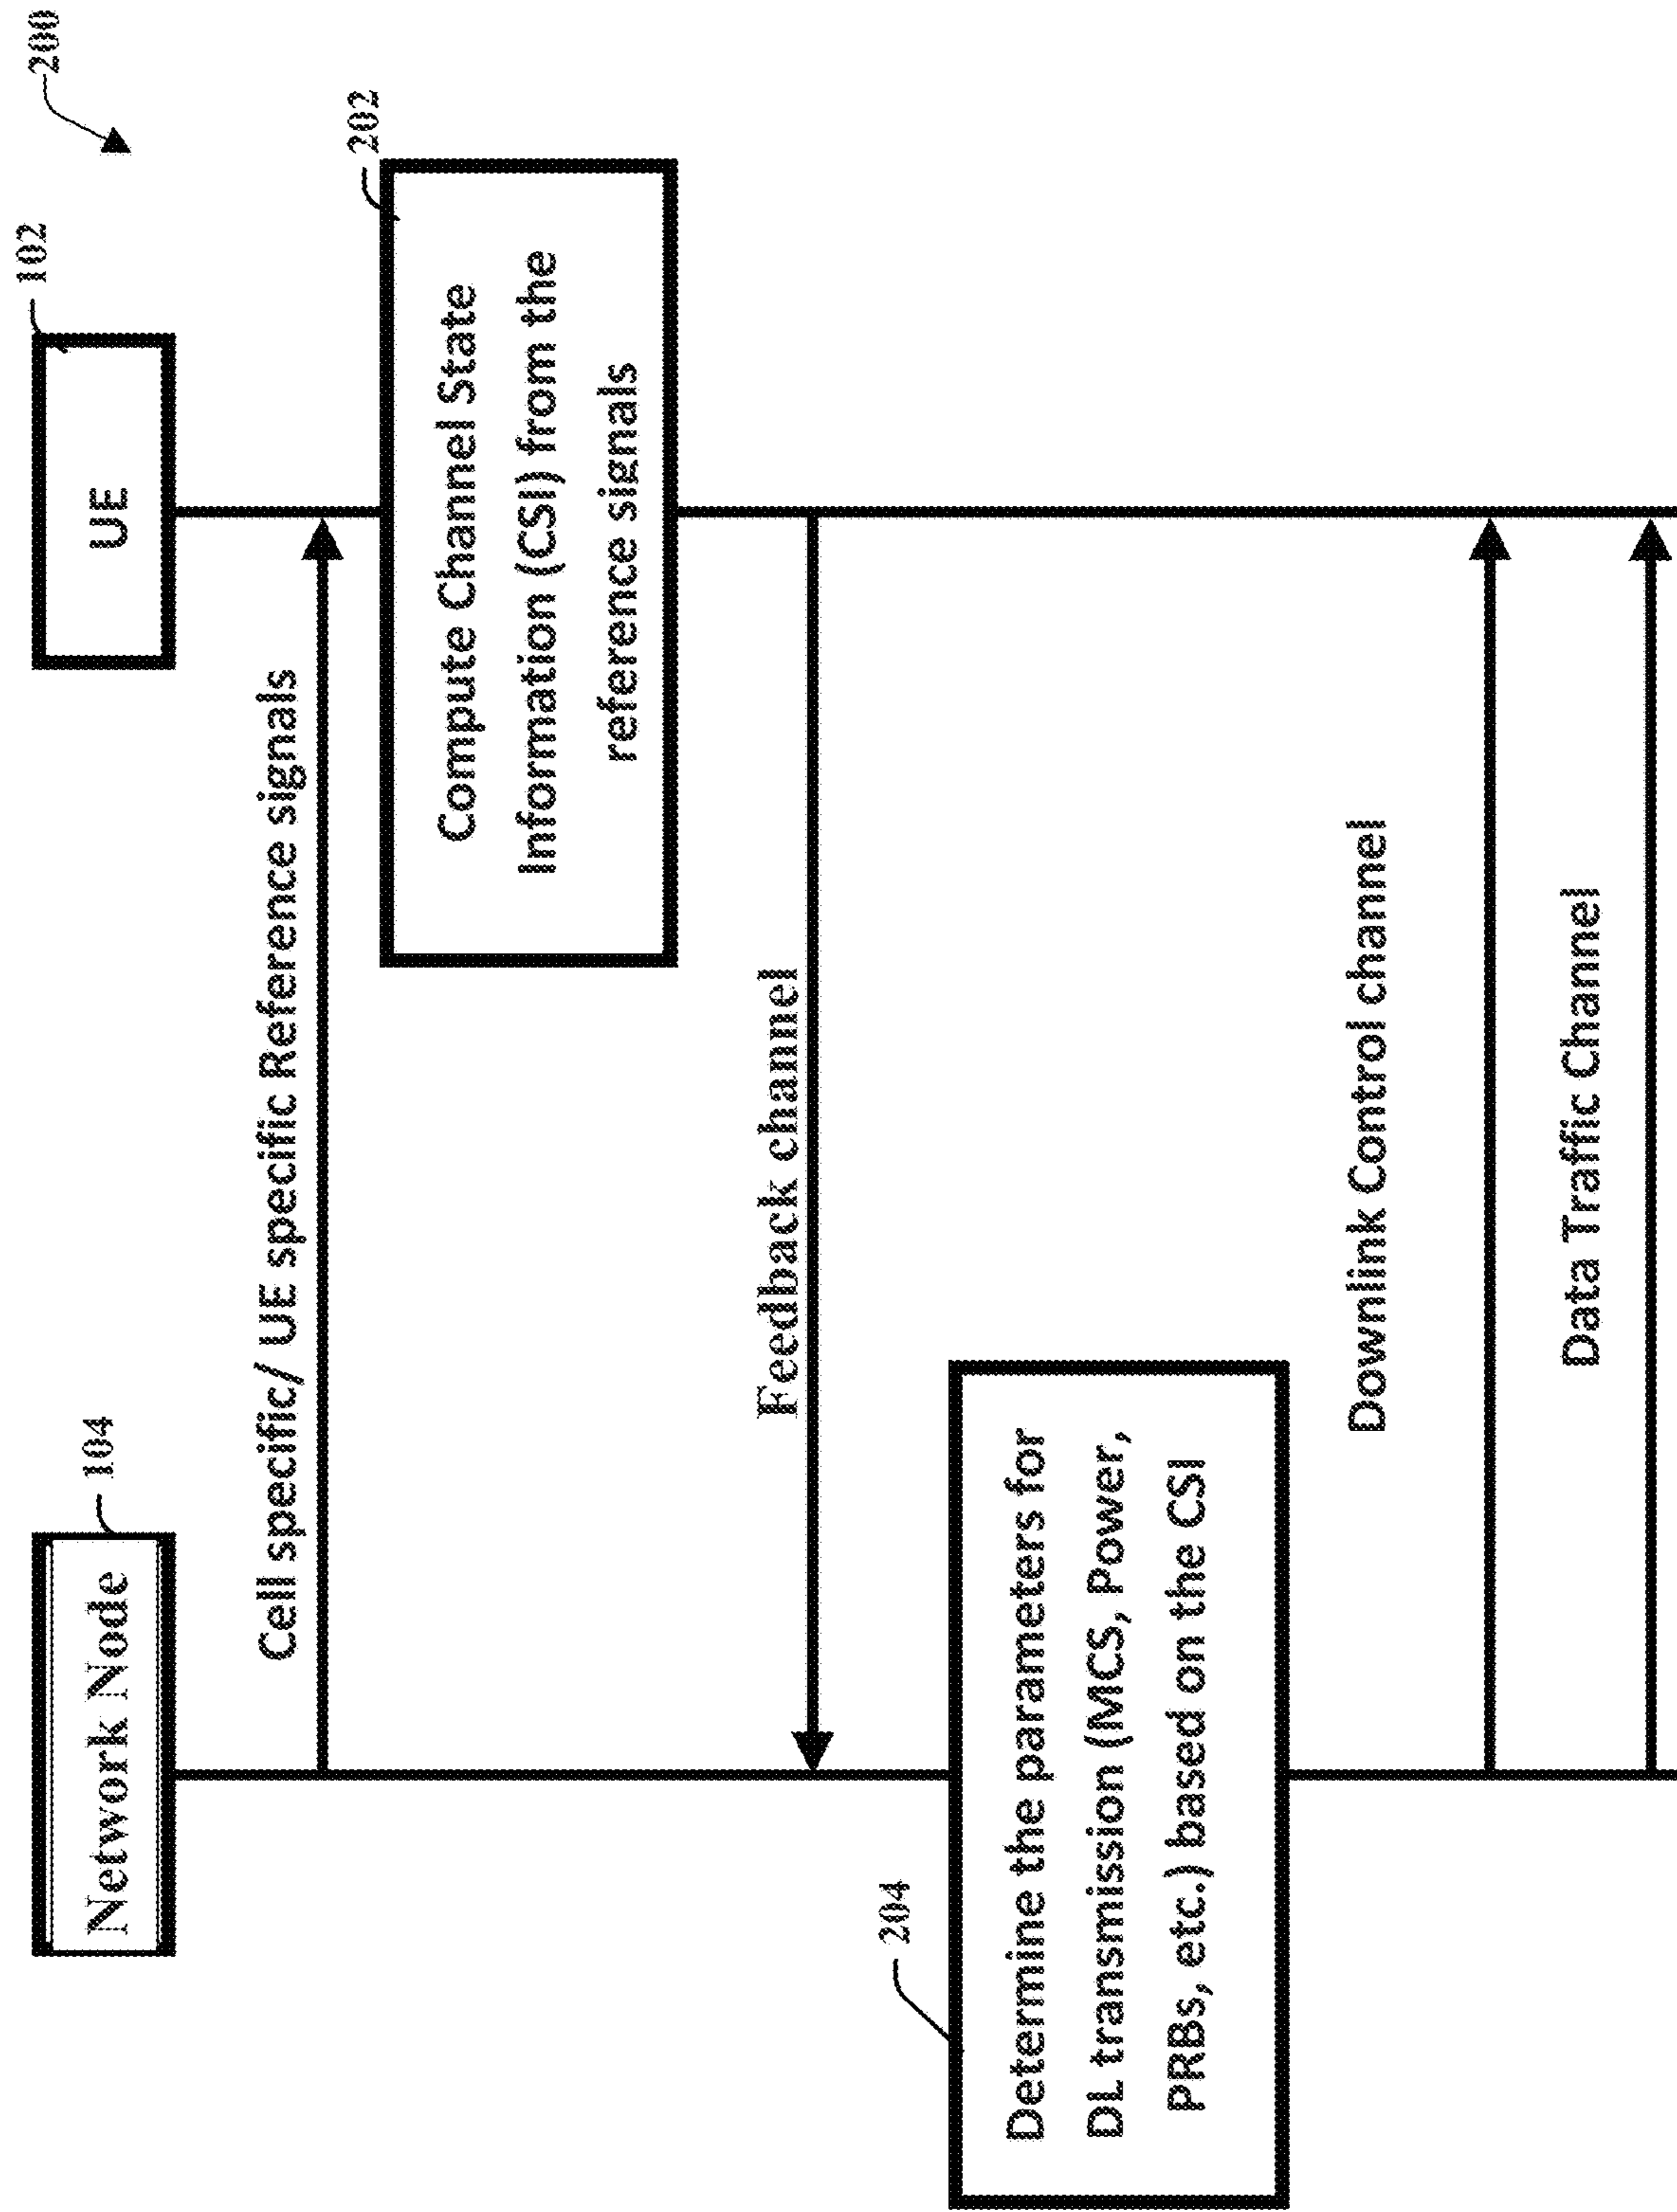 200
102
UE
104
Network Node
Cell specific/ UE specific Reference signals
202
Compute Channel State
Information (CSI) from the
reference signals
Feedback channel
204
Determine the parameters for
DL transmission (MCS, Power,
PRBs, etc.) based on the CSI
Downlink Control channel
Data Traffic Channel